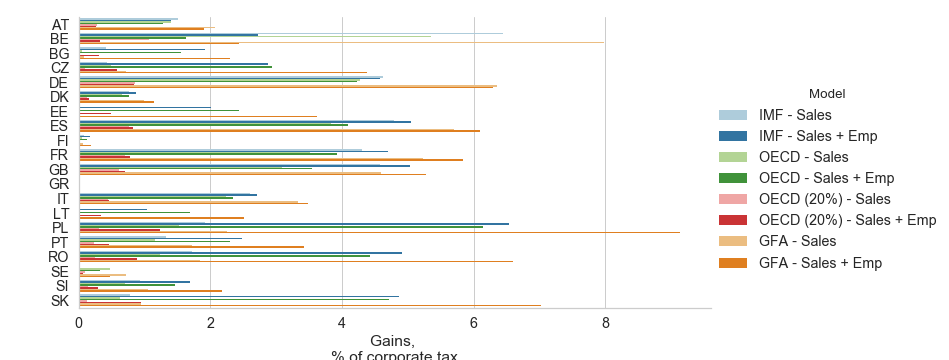 AT
BE
BG
CZ
DE
DK
EE
ES
FI
FR
GB
GR
IT
LT
PL
PT
RO
SE
SI
SK
0 2 4 6 8
Gains,
% of corporate tax
Model
IMF - Sales
IMF - Sales + Emp
OECD - Sales
OECD - Sales + Emp
OECD (20%) - Sales
OECD (20%) - Sales + Emp
GFA - Sales
GFA - Sales + Emp